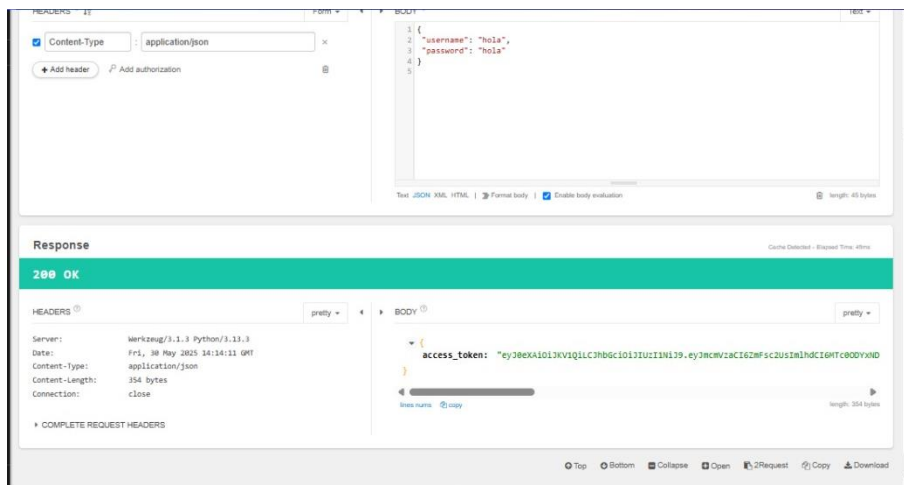 HEADERS
Form
Content-Type : application/json ×
+ Add header
Add authorization
BODY
Text
1 {
2 "username": "hola",
3 "password": "hola"
4 }
5
Text JSON XML HTML | Format body | Enable body evaluation
length: 45 bytes
Response
Cache Detected - Elapsed Time: 49ms
200 OK
HEADERS ?
pretty
Server: Werkzeug/3.1.3 Python/3.13.3
Date: Fri, 30 May 2025 14:14:11 GMT
Content-Type: application/json
Content-Length: 354 bytes
Connection: close
COMPLETE REQUEST HEADERS
BODY ?
pretty
{
access_token: "eyJ0eXAiOiJKV1QiLCJhbGciOiJIUzI1NiJ9.eyJmcmVzaCI6ZmFsc2UsImlhdCI6MTc0ODYxND
}
lines nums copy
length: 354 bytes
Top Bottom Collapse Open 2Request Copy Download